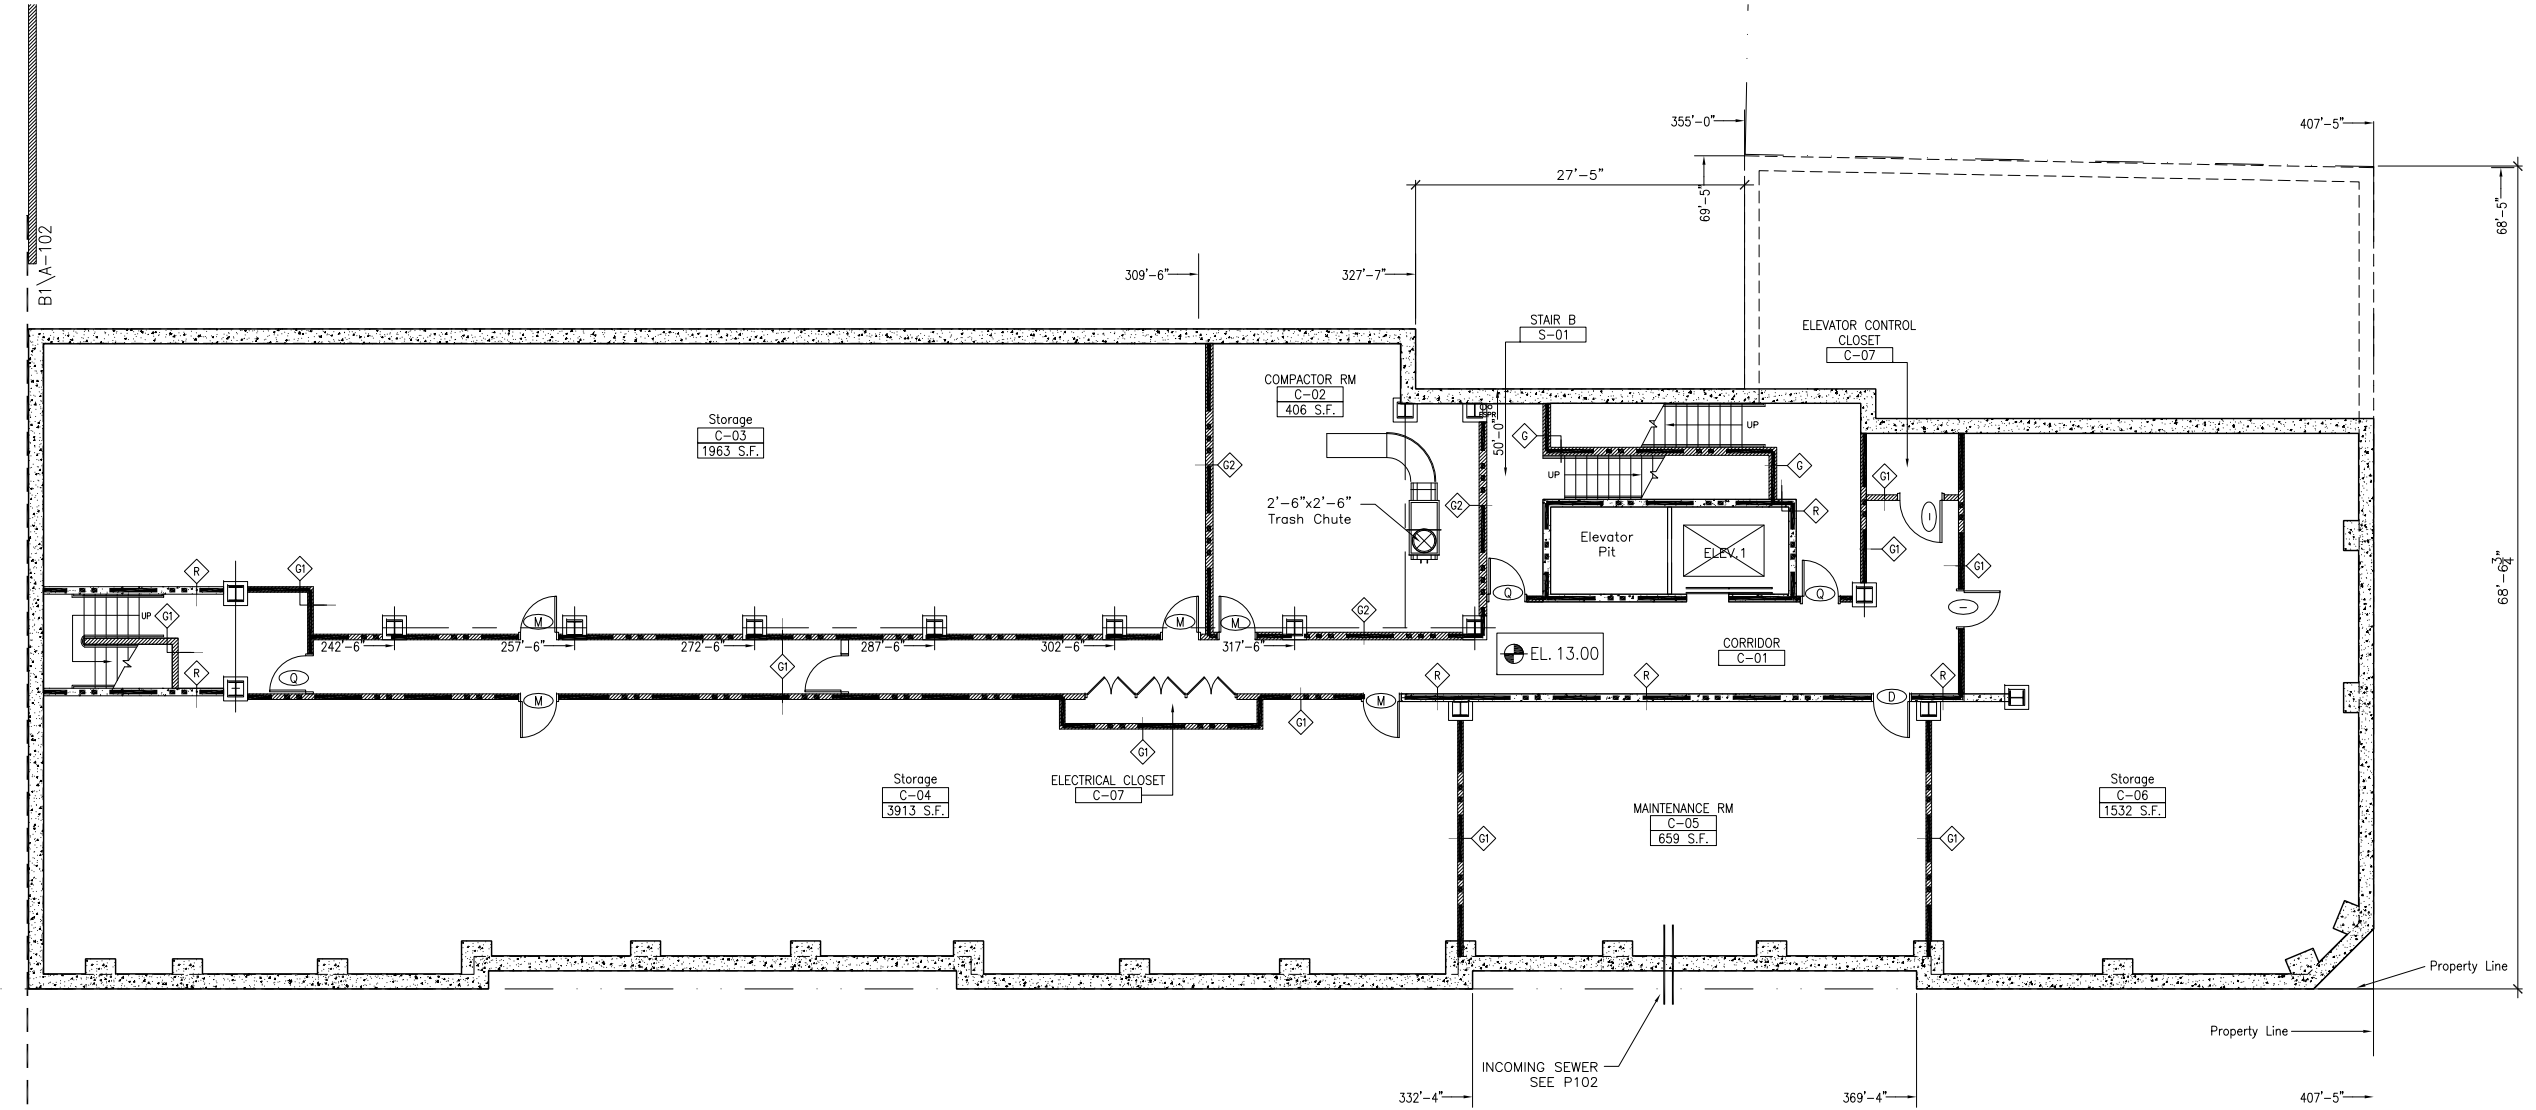 355'-0"
407'-5"
27'-5"
69'-5"
68'-5"
B1\A-102
309'-6"
327'-7"
STAIR B
S-01
ELEVATOR CONTROL
CLOSET
C-07
COMPACTOR RM
C-02
406 S.F.
Storage
C-03
1963 S.F.
50'-0"
G
UP
G
UP
G2
G2
G1
2'-6"x2'-6"
Trash Chute
R
I
Elevator
Pit
ELEV.1
G1
G1
68'-6 3/4"
R
G1
UP
G1
G2
Q
Q
I
M
M
M
242'-6"
257'-6"
272'-6"
287'-6"
302'-6"
317'-6"
EL. 13.00
CORRIDOR
C-01
G1
R
Q
R
R
R
M
M
D
G1
G1
ELECTRICAL CLOSET
C-07
Storage
C-04
3913 S.F.
MAINTENANCE RM
C-05
659 S.F.
Storage
C-06
1532 S.F.
G1
G1
Property Line
Property Line
INCOMING SEWER
SEE P102
332'-4"
369'-4"
407'-5"